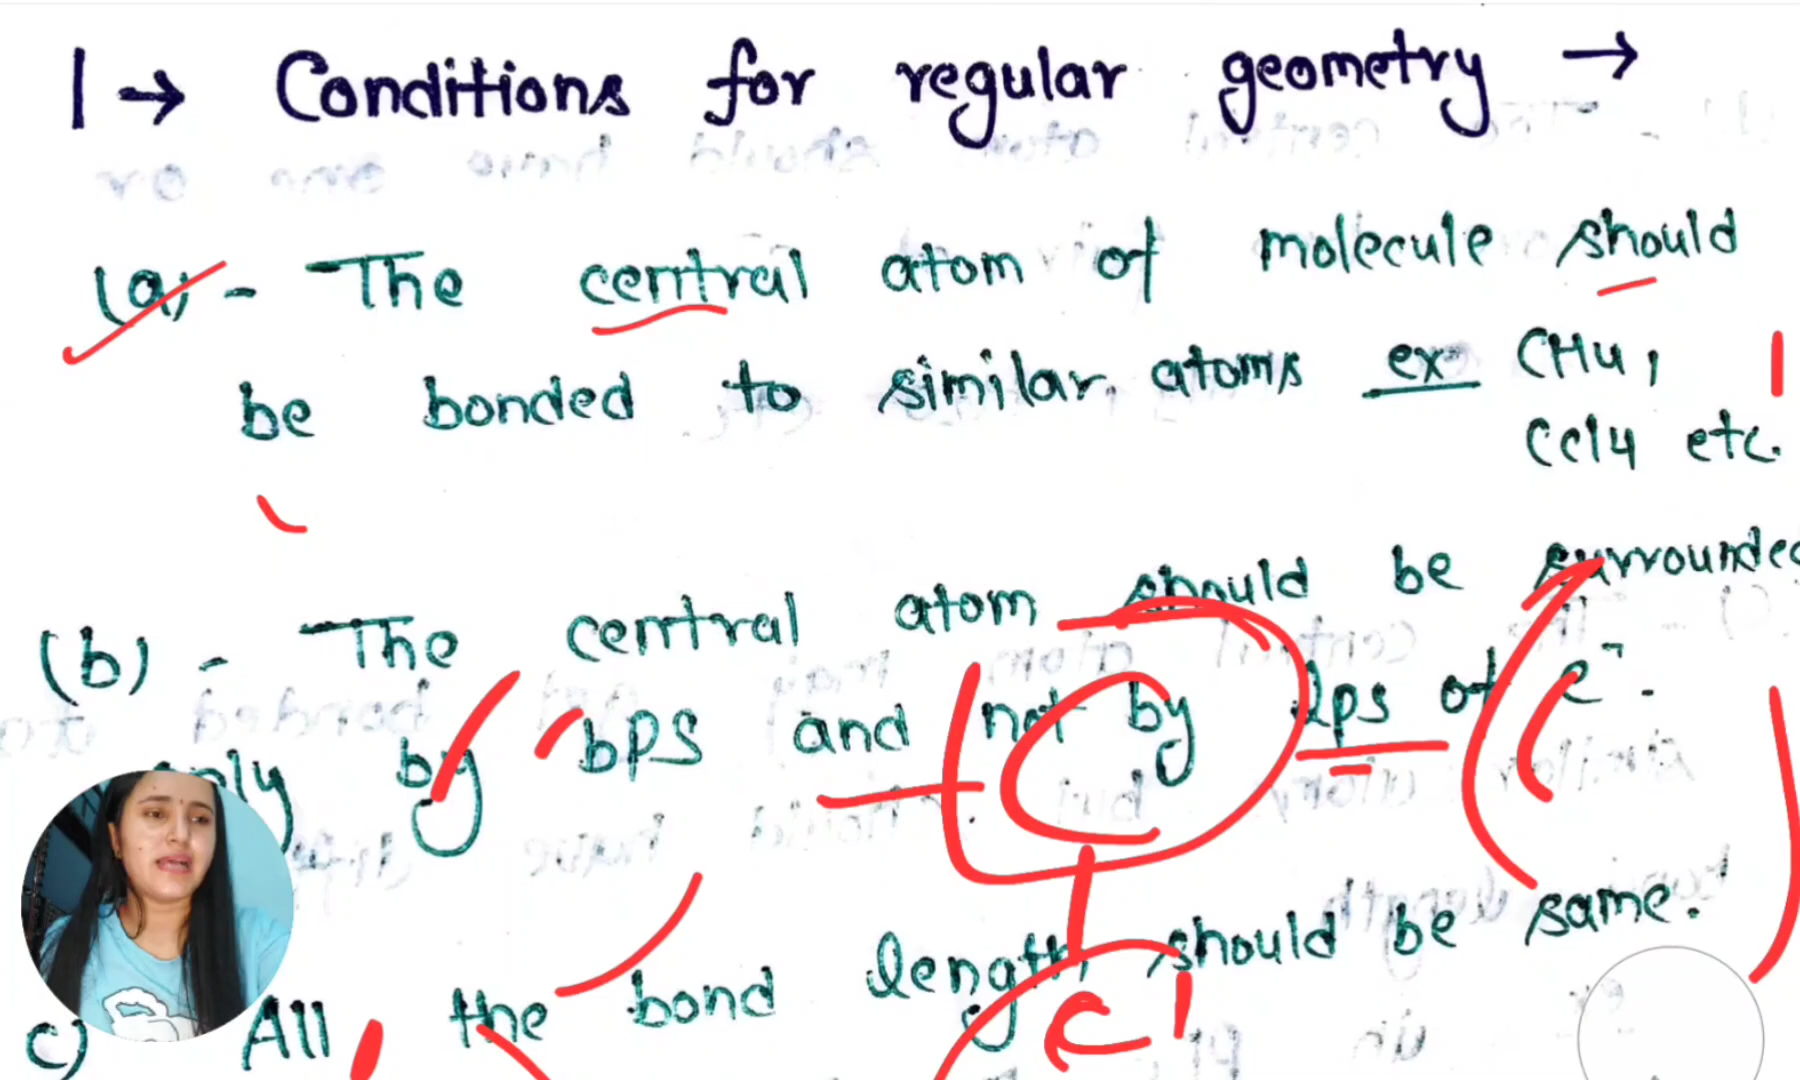 1 → Conditions for regular geometry →
(a) - The central atom of molecule should
be bonded to similar atoms ex CH4,
CCl4 etc.
(b) - The central atom should be surrounded
only by bps and not by lps of e⁻.
c) All the bond length should be same.